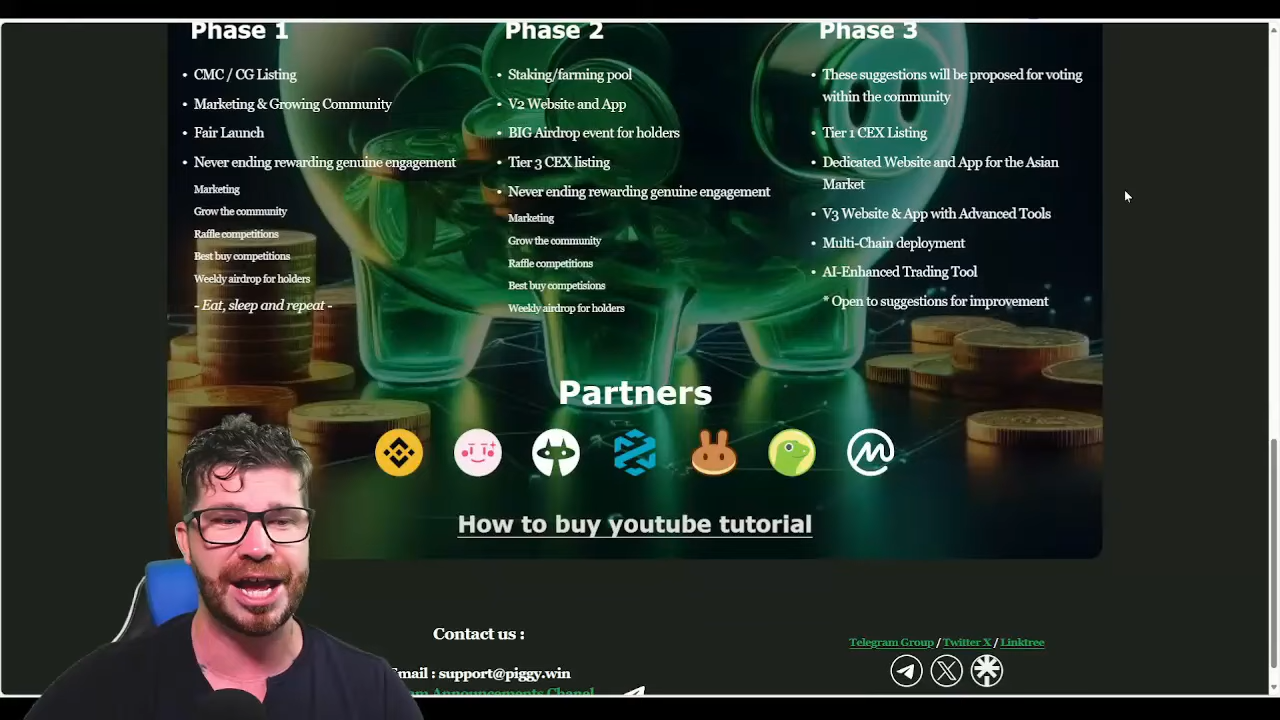 Phase 1
CMC / CG Listing
Marketing & Growing Community
Fair Launch
Never ending rewarding genuine engagement
Marketing
Grow the community
Raffle competitions
Best buy competitions
Weekly airdrop for holders
- Eat, sleep and repeat -
Phase 2
Staking/farming pool
V2 Website and App
BIG Airdrop event for holders
Tier 3 CEX listing
Never ending rewarding genuine engagement
Marketing
Grow the community
Raffle competitions
Best buy competisions
Weekly airdrop for holders
Phase 3
These suggestions will be proposed for voting
within the community
Tier 1 CEX Listing
Dedicated Website and App for the Asian
Market
V3 Website & App with Advanced Tools
Multi-Chain deployment
AI-Enhanced Trading Tool
* Open to suggestions for improvement
Partners
How to buy youtube tutorial
Contact us :
Email : support@piggy.win
Announcements Chanel
Telegram Group / Twitter X / Linktree